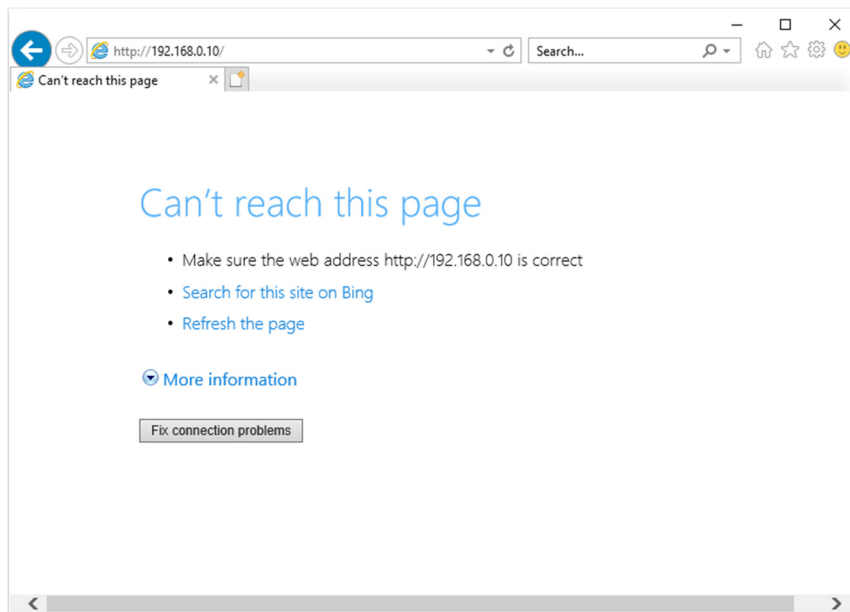 http://192.168.0.10/
Search...
Can't reach this page
Can't reach this page
• Make sure the web address http://192.168.0.10 is correct
• Search for this site on Bing
• Refresh the page
More information
Fix connection problems